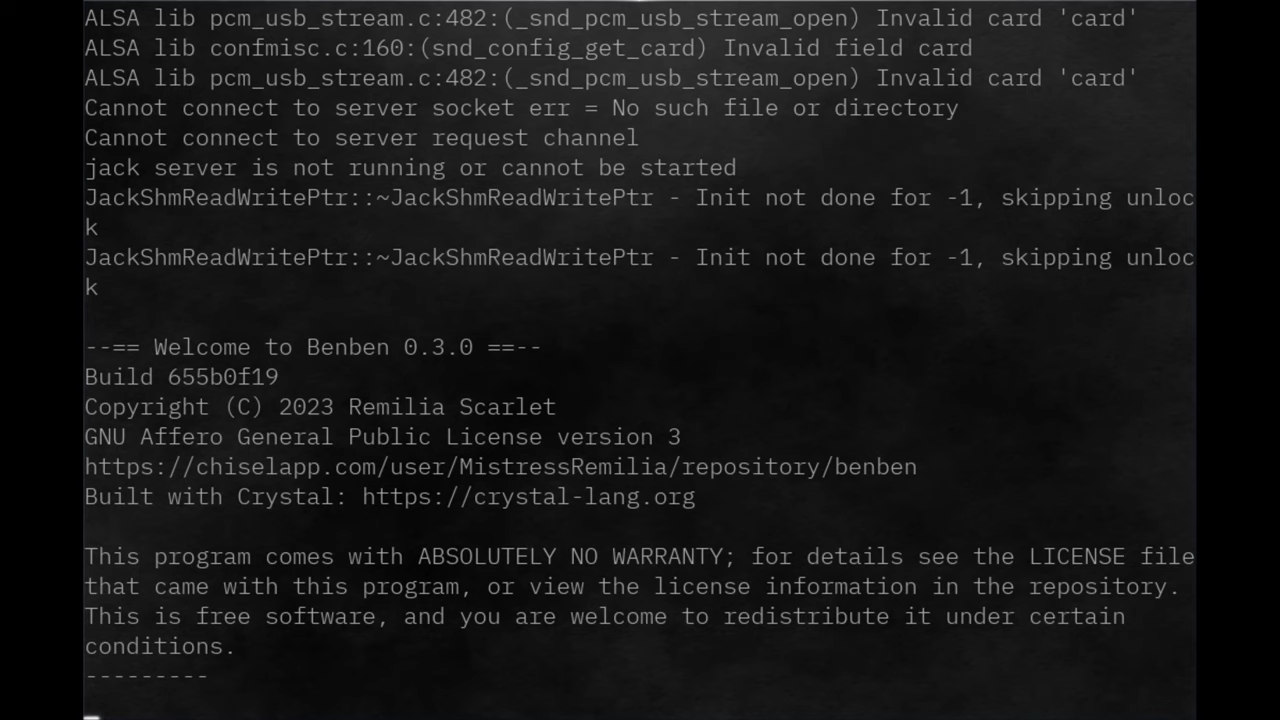 ALSA lib pcm_usb_stream.c:482:(_snd_pcm_usb_stream_open) Invalid card 'card'
ALSA lib confmisc.c:160:(snd_config_get_card) Invalid field card
ALSA lib pcm_usb_stream.c:482:(_snd_pcm_usb_stream_open) Invalid card 'card'
Cannot connect to server socket err = No such file or directory
Cannot connect to server request channel
jack server is not running or cannot be started
JackShmReadWritePtr::~JackShmReadWritePtr - Init not done for -1, skipping unloc
k
JackShmReadWritePtr::~JackShmReadWritePtr - Init not done for -1, skipping unloc
k
--== Welcome to Benben 0.3.0 ==--
Build 655b0f19
Copyright (C) 2023 Remilia Scarlet
GNU Affero General Public License version 3
https://chiselapp.com/user/MistressRemilia/repository/benben
Built with Crystal: https://crystal-lang.org
This program comes with ABSOLUTELY NO WARRANTY; for details see the LICENSE file
that came with this program, or view the license information in the repository.
This is free software, and you are welcome to redistribute it under certain
conditions.
---------